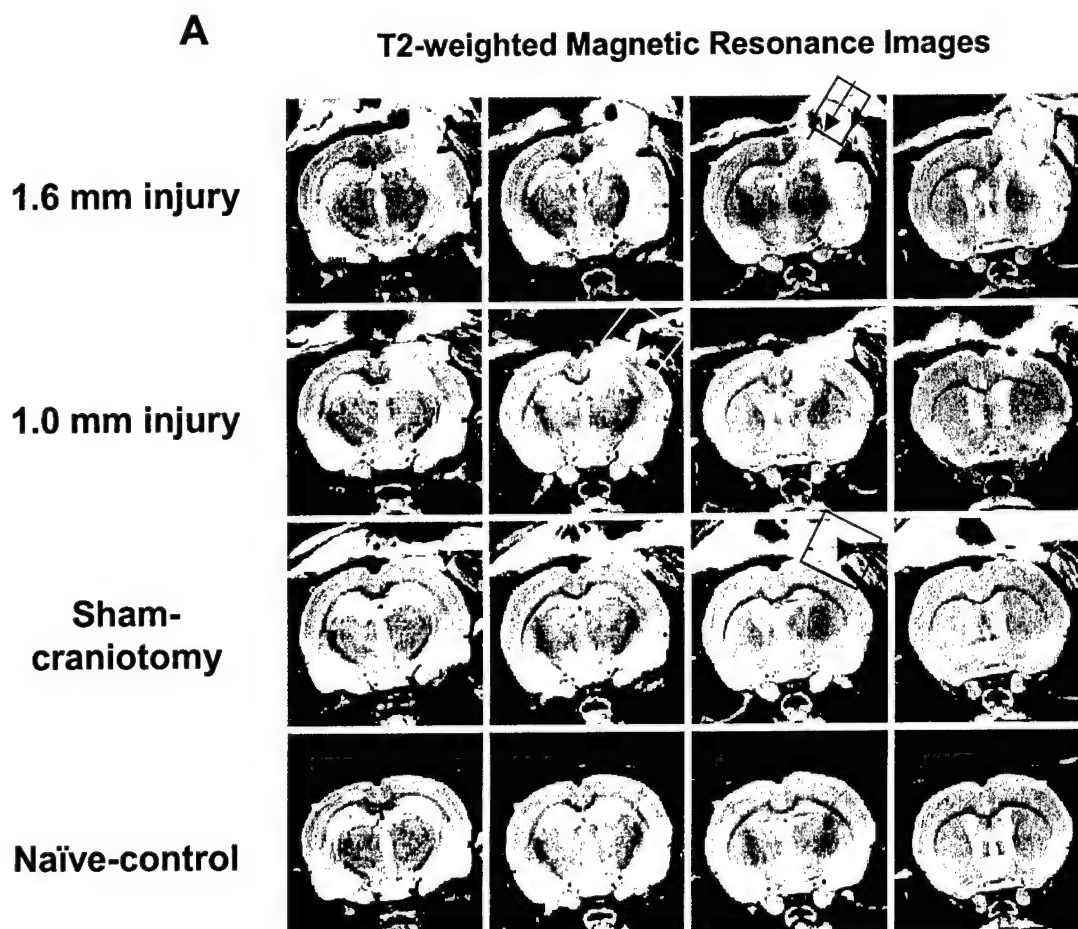 A
T2-weighted Magnetic Resonance Images
1.6 mm injury
1.0 mm injury
Sham-
craniotomy
Naïve-control